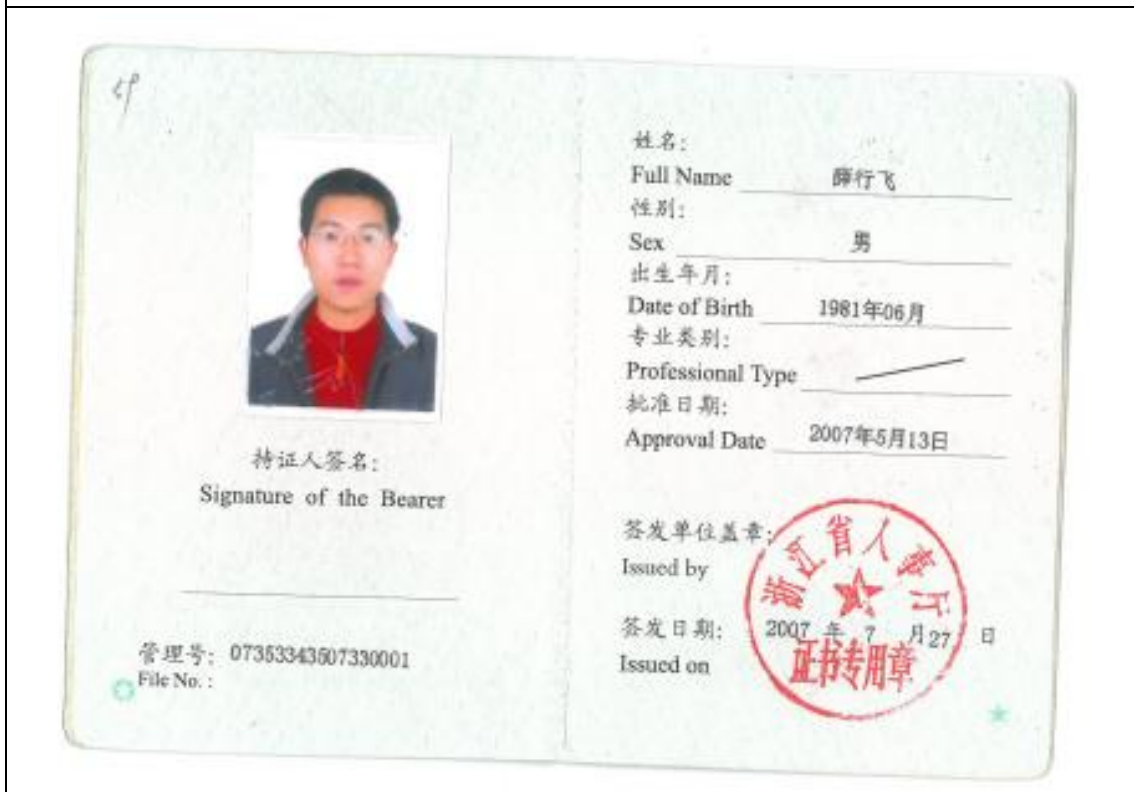 持证人签名:
Signature of the Bearer
管理号: 07353343507330001
File No. :
姓名:
Full Name 薛行飞
性别:
Sex 男
出生年月:
Date of Birth 1981年06月
专业类别:
Professional Type
批准日期:
Approval Date 2007年5月13日
签发单位盖章:
Issued by
浙江省人事厅
证书专用章
签发日期: 2007 年 7 月 27 日
Issued on